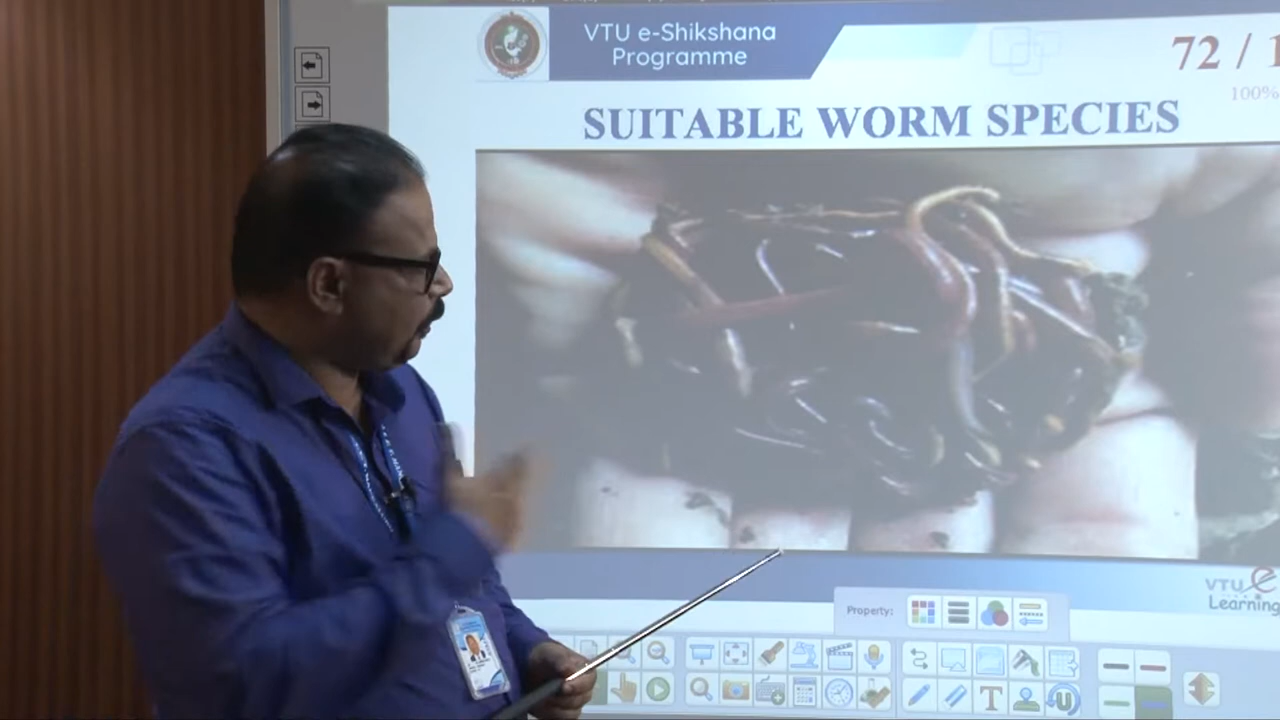 VTU e-Shikshana
Programme
72 / 1
100%
SUITABLE WORM SPECIES
VTU e
Learning
Property:
T